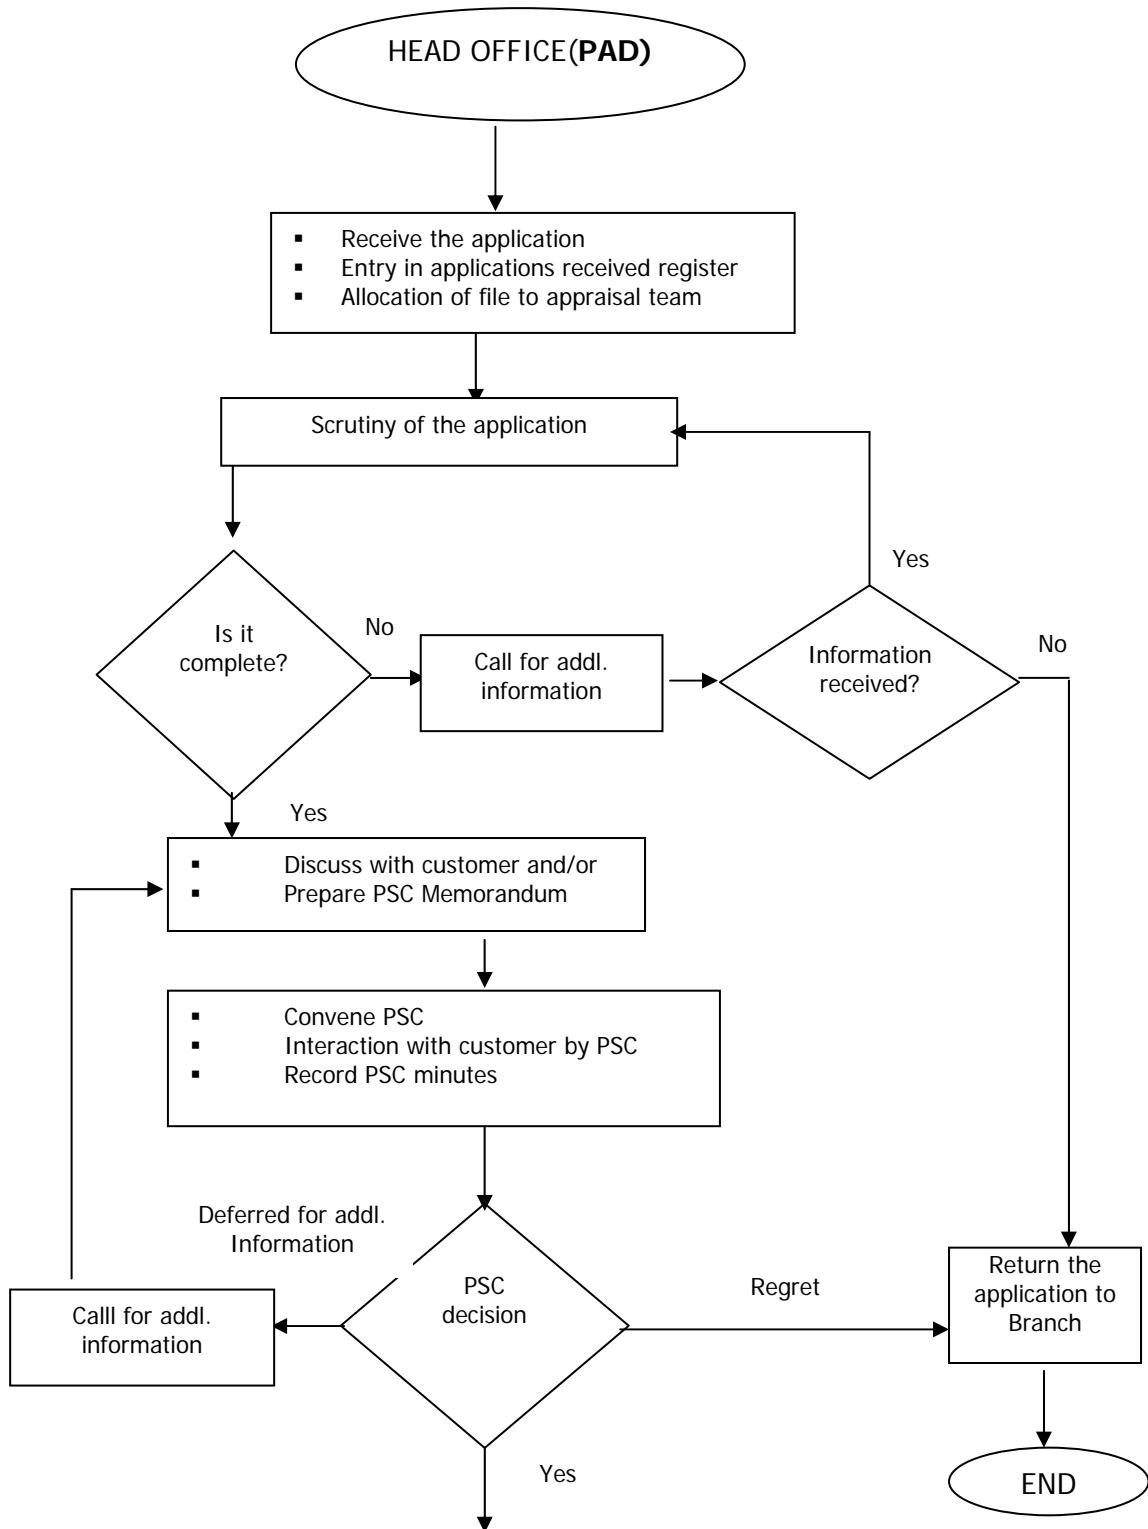 HEAD OFFICE(PAD)
▪ Receive the application
▪ Entry in applications received register
▪ Allocation of file to appraisal team
Scrutiny of the application
Yes
Is it
complete?
No
Call for addl.
information
Information
received?
No
Yes
▪ Discuss with customer and/or
▪ Prepare PSC Memorandum
▪ Convene PSC
▪ Interaction with customer by PSC
▪ Record PSC minutes
Deferred for addl.
Information
PSC
decision
Regret
Return the
application to
Branch
Calll for addl.
information
Yes
END